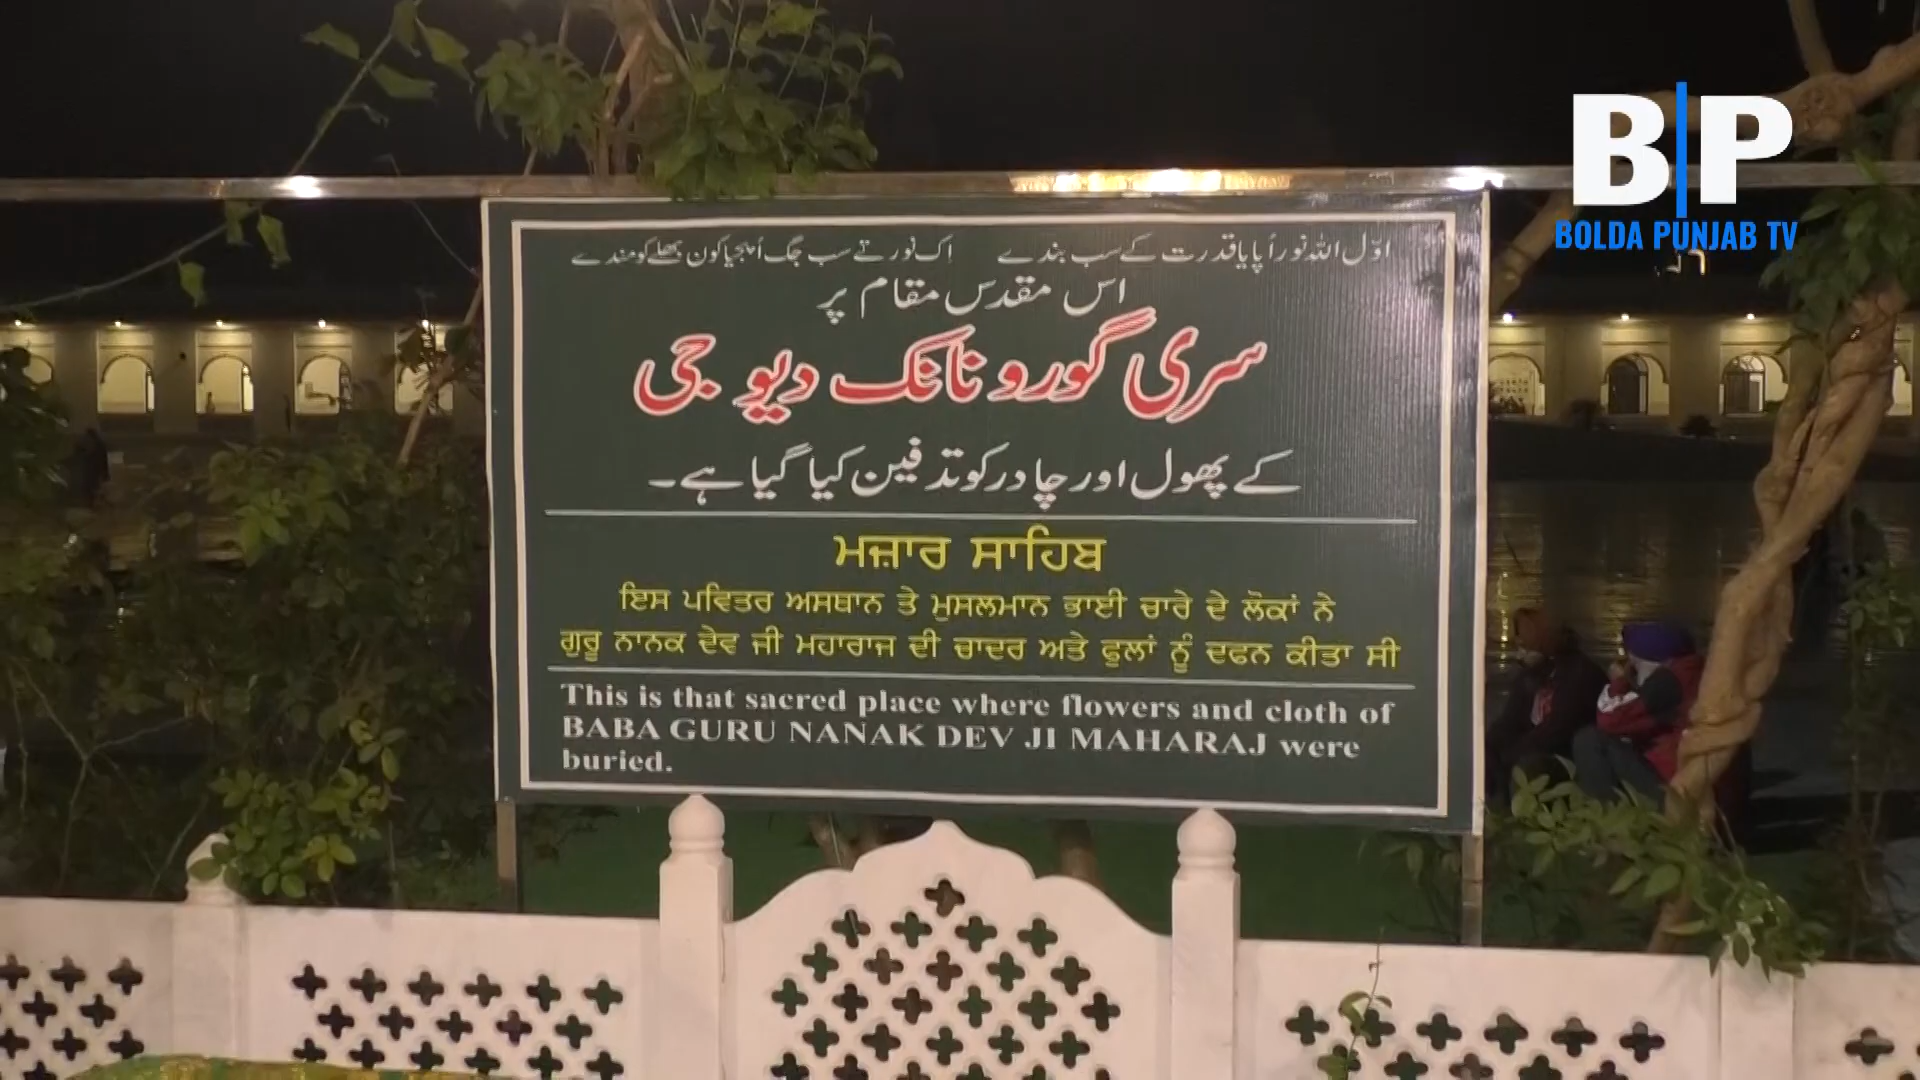 اوّل اللہ نور اُپایا قدرت کے سب بندے اِک نور تے سب جگ اُپجیا کون بھلے کو مندے
اس مقدس مقام پر
سری گورو نانک دیو جی
کے پھول اور چادر کو تدفین کیا گیا ہے۔
ਮਜ਼ਾਰ ਸਾਹਿਬ
ਇਸ ਪਵਿਤਰ ਅਸਥਾਨ ਤੇ ਮੁਸਲਮਾਨ ਭਾਈ ਚਾਰੇ ਦੇ ਲੋਕਾਂ ਨੇ
ਗੁਰੂ ਨਾਨਕ ਦੇਵ ਜੀ ਮਹਾਰਾਜ ਦੀ ਚਾਦਰ ਅਤੇ ਫੁਲਾਂ ਨੂੰ ਦਫਨ ਕੀਤਾ ਸੀ
This is that sacred place where flowers and cloth of
BABA GURU NANAK DEV JI MAHARAJ were
buried.
B|P
BOLDA PUNJAB TV